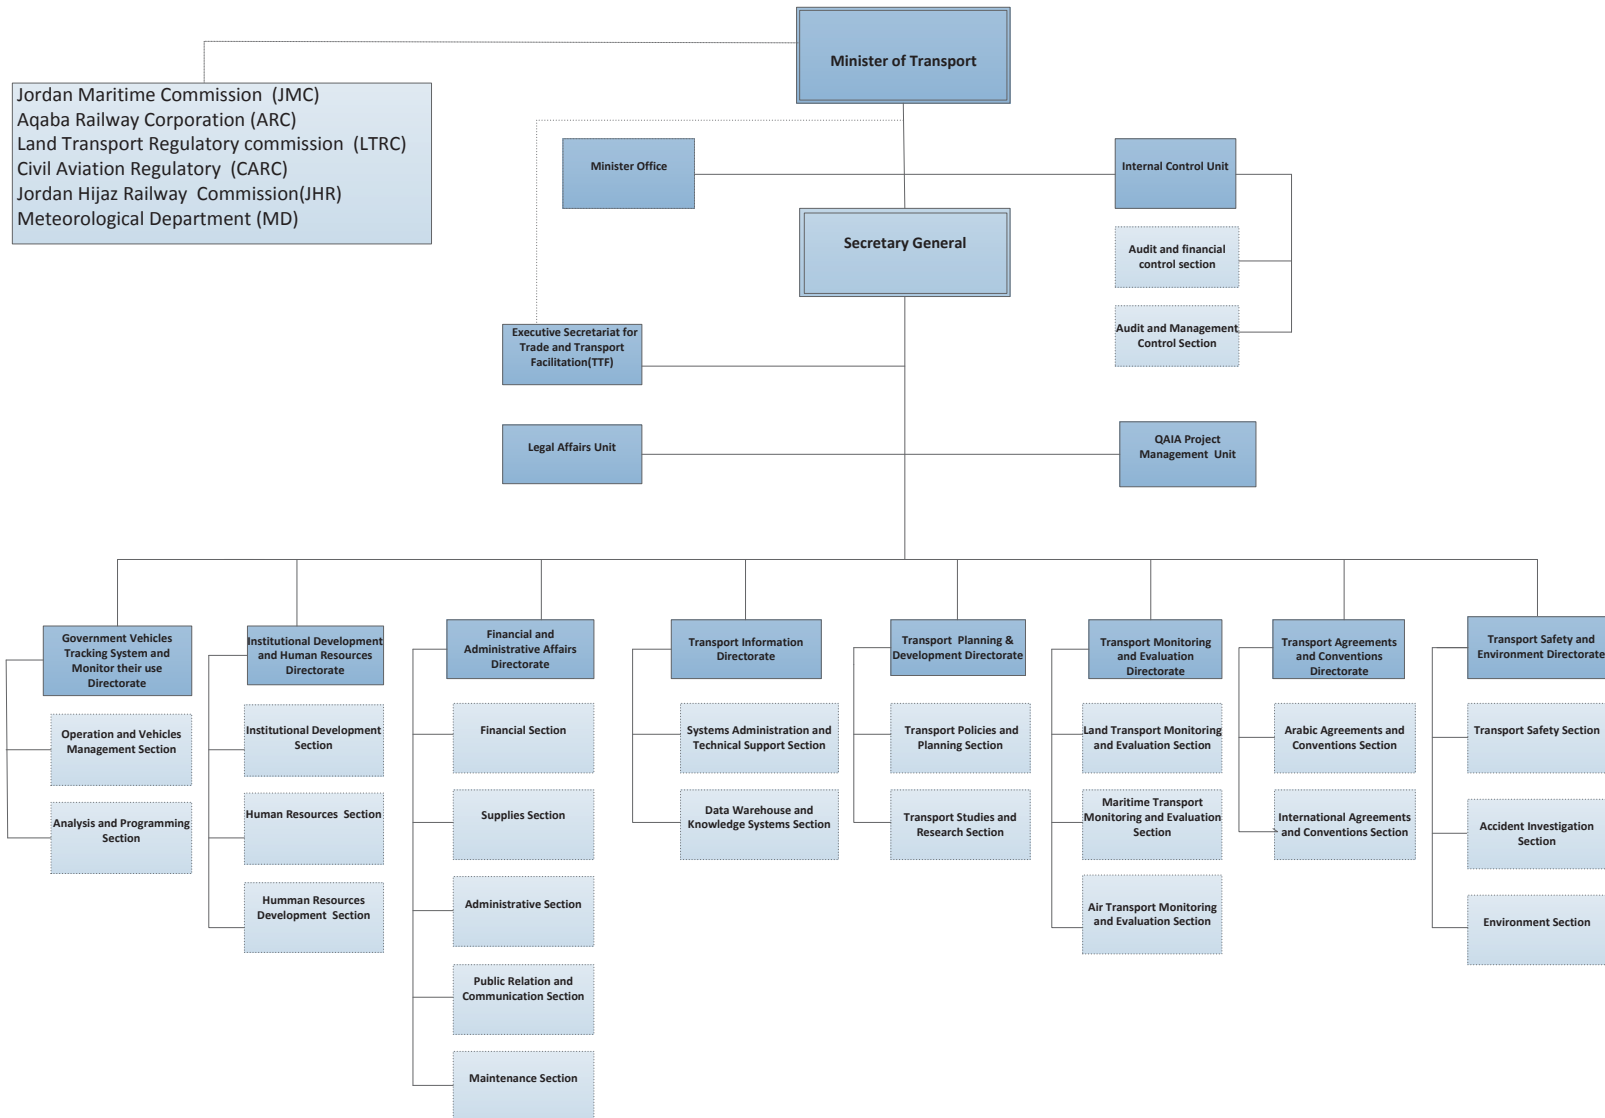 Minister of Transport
Jordan Maritime Commission  (JMC)
Aqaba Railway Corporation (ARC)
Land Transport Regulatory commission  (LTRC)
Civil Aviation Regulatory  (CARC)
Jordan Hijaz Railway  Commission(JHR)
Meteorological Department (MD)
Minister Office
Internal Control Unit
Secretary General
Audit and financial
control section
Audit and Management
Control Section
Executive Secretariat for
Trade and Transport
Facilitation(TTF)
Legal Affairs Unit
QAIA Project
Management  Unit
Government Vehicles
Tracking System and
Monitor their use
Directorate
Operation and Vehicles
Management Section
Analysis and Programming
Section
Institutional Development
and Human Resources
Directorate
Institutional Development
Section
Human Resources  Section
Humman Resources
Development  Section
Financial and
Administrative Affairs
Directorate
Financial Section
Supplies Section
Administrative Section
Public Relation and
Communication Section
Maintenance Section
Transport Information
Directorate
Systems Administration and
Technical Support Section
Data Warehouse and
Knowledge Systems Section
Transport  Planning &
Development Directorate
Transport Policies and
Planning Section
Transport Studies and
Research Section
Transport Monitoring
and Evaluation
Directorate
Land Transport Monitoring
and Evaluation Section
Maritime Transport
Monitoring and Evaluation
Section
Air Transport Monitoring
and Evaluation Section
Transport Agreements
and Conventions
Directorate
Arabic Agreements and
Conventions Section
International Agreements
and Conventions Section
Transport Safety and
Environment Directorate
Transport Safety Section
Accident Investigation
Section
Environment Section